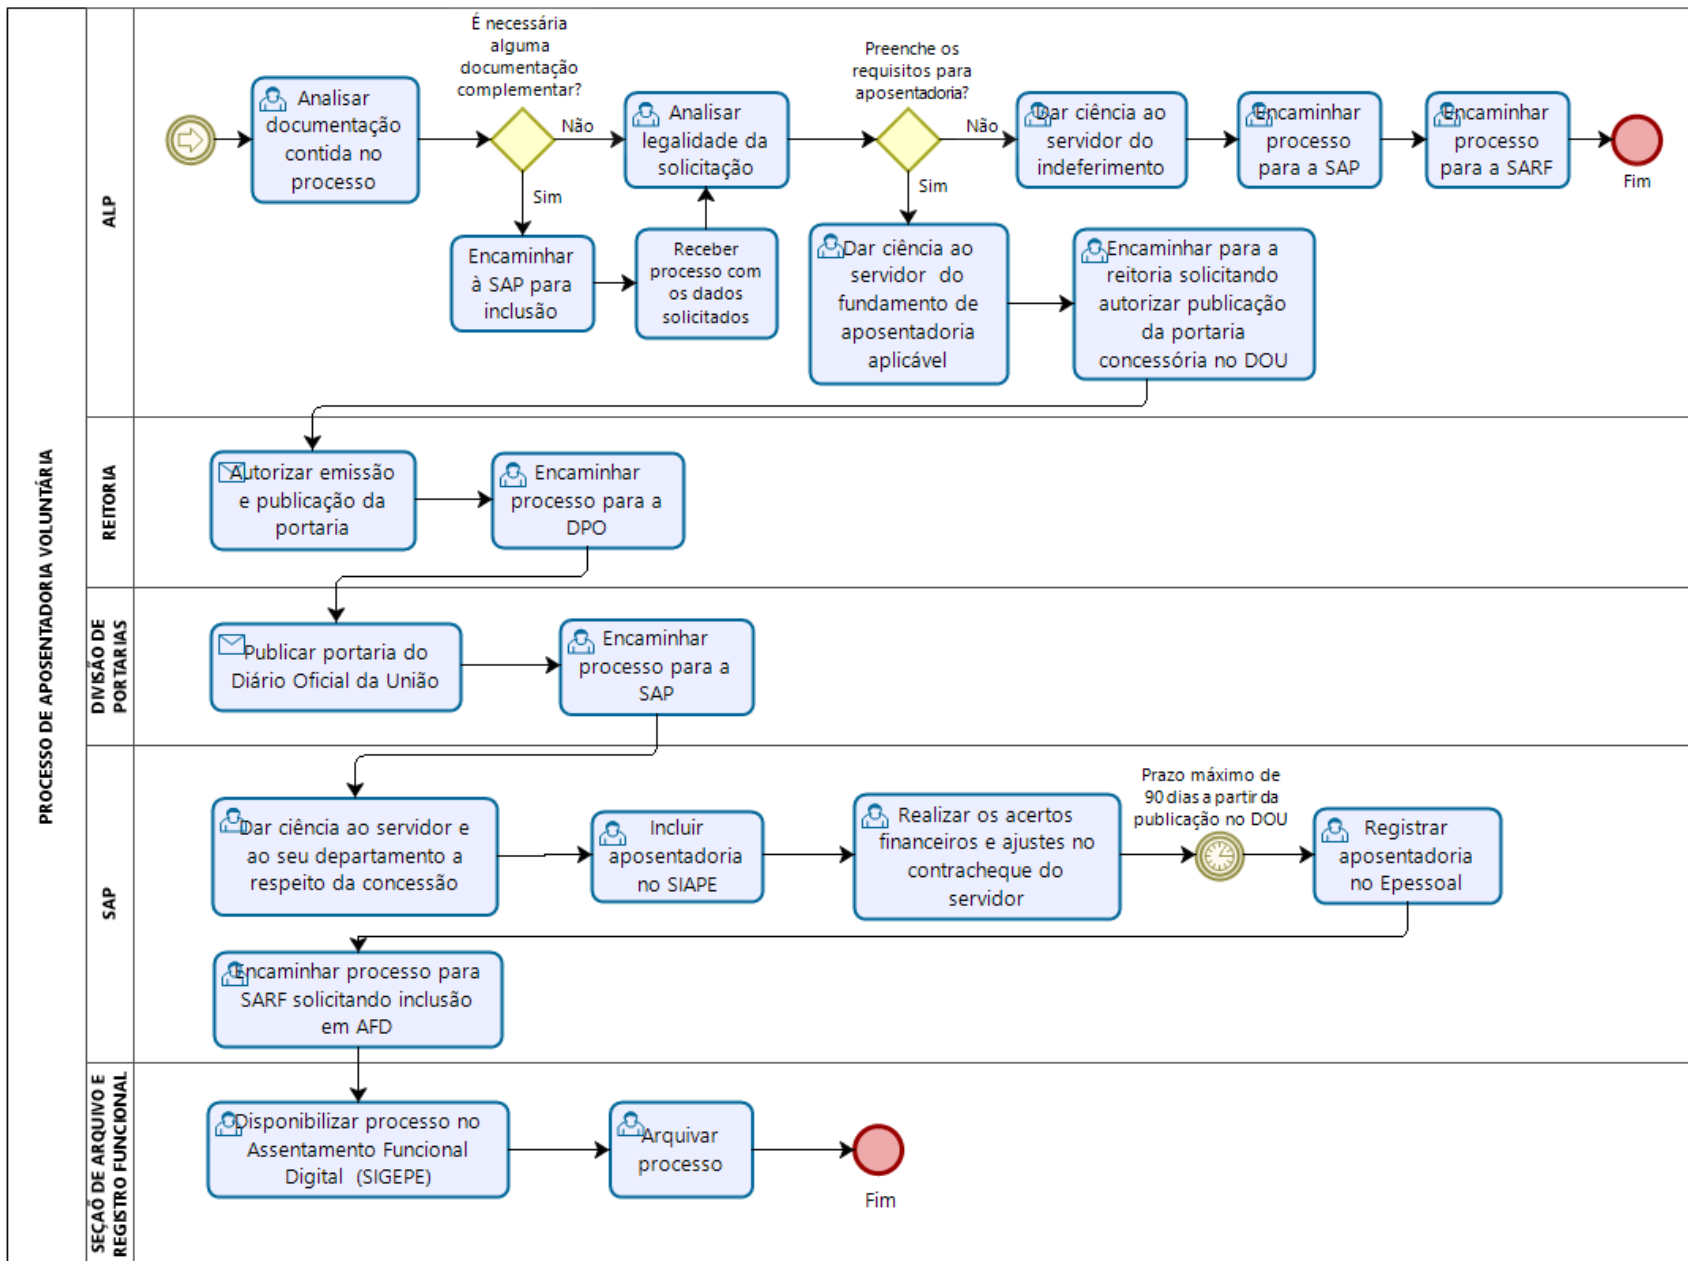 PROCESSO DE APOSENTADORIA VOLUNTÁRIA
ALP
Analisar
documentação
contida no
processo
É necessária
alguma
documentação
complementar?
Não
Sim
Encaminhar
à SAP para
inclusão
Receber
processo com
os dados
solicitados
Analisar
legalidade da
solicitação
Preenche os
requisitos para
aposentadoria?
Não
Sim
Dar ciência ao
servidor do
indeferimento
Encaminhar
processo
para a SAP
Encaminhar
processo
para a SARF
Fim
Dar ciência ao
servidor do
fundamento de
aposentadoria
aplicável
Encaminhar para a
reitoria solicitando
autorizar publicação
da portaria
concessória no DOU
REITORIA
Autorizar emissão
e publicação da
portaria
Encaminhar
processo para a
DPO
DIVISÃO DE
PORTARIAS
Publicar portaria do
Diário Oficial da União
Encaminhar
processo para a
SAP
SAP
Dar ciência ao servidor e
ao seu departamento a
respeito da concessão
Incluir
aposentadoria
no SIAPE
Realizar os acertos
financeiros e ajustes no
contracheque do
servidor
Prazo máximo de
90 dias a partir da
publicação no DOU
Registrar
aposentadoria
no Epessoal
Encaminhar processo para
SARF solicitando inclusão
em AFD
SEÇÃO DE ARQUIVO E
REGISTRO FUNCIONAL
Disponibilizar processo no
Assentamento Funcional
Digital (SIGEPE)
Arquivar
processo
Fim